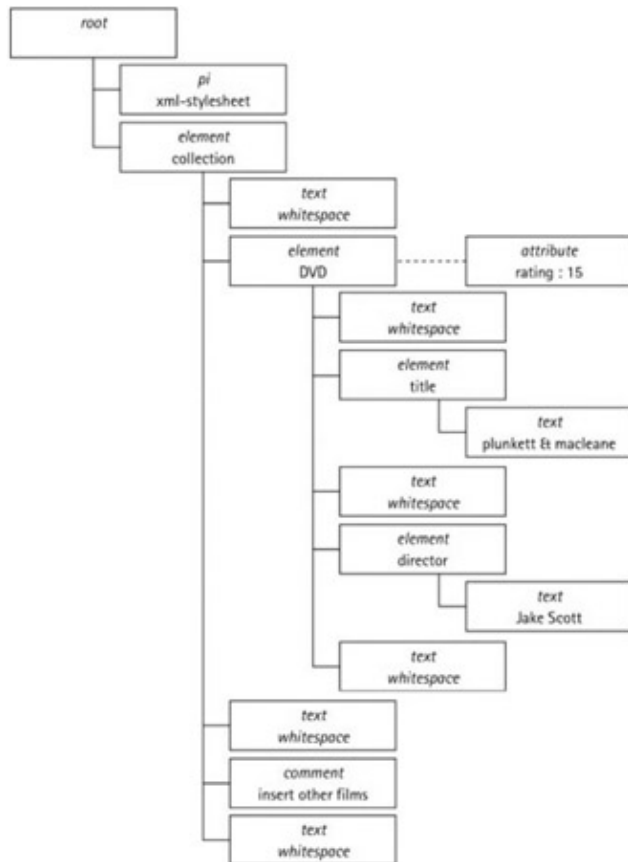 root
pi
xml-stylesheet
element
collection
text
whitespace
element
DVD
attribute
rating : 15
text
whitespace
element
title
text
plunkett & macleane
text
whitespace
element
director
text
Jake Scott
text
whitespace
text
whitespace
comment
insert other films
text
whitespace